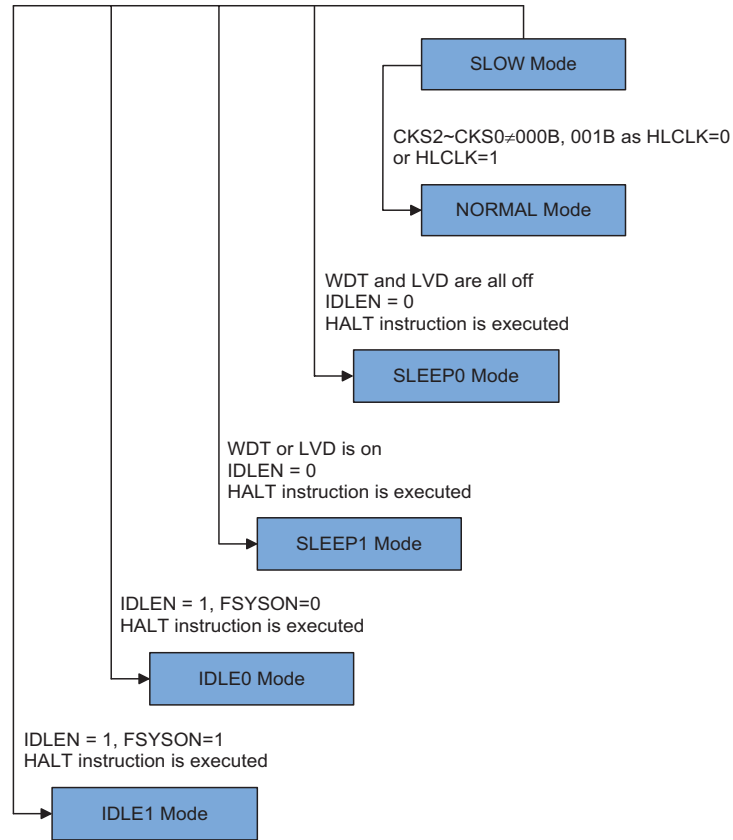 SLOW Mode
CKS2~CKS0≠000B, 001B as HLCLK=0
or HLCLK=1
NORMAL Mode
WDT and LVD are all off
IDLEN = 0
HALT instruction is executed
SLEEP0 Mode
WDT or LVD is on
IDLEN = 0
HALT instruction is executed
SLEEP1 Mode
IDLEN = 1, FSYSON=0
HALT instruction is executed
IDLE0 Mode
IDLEN = 1, FSYSON=1
HALT instruction is executed
IDLE1 Mode